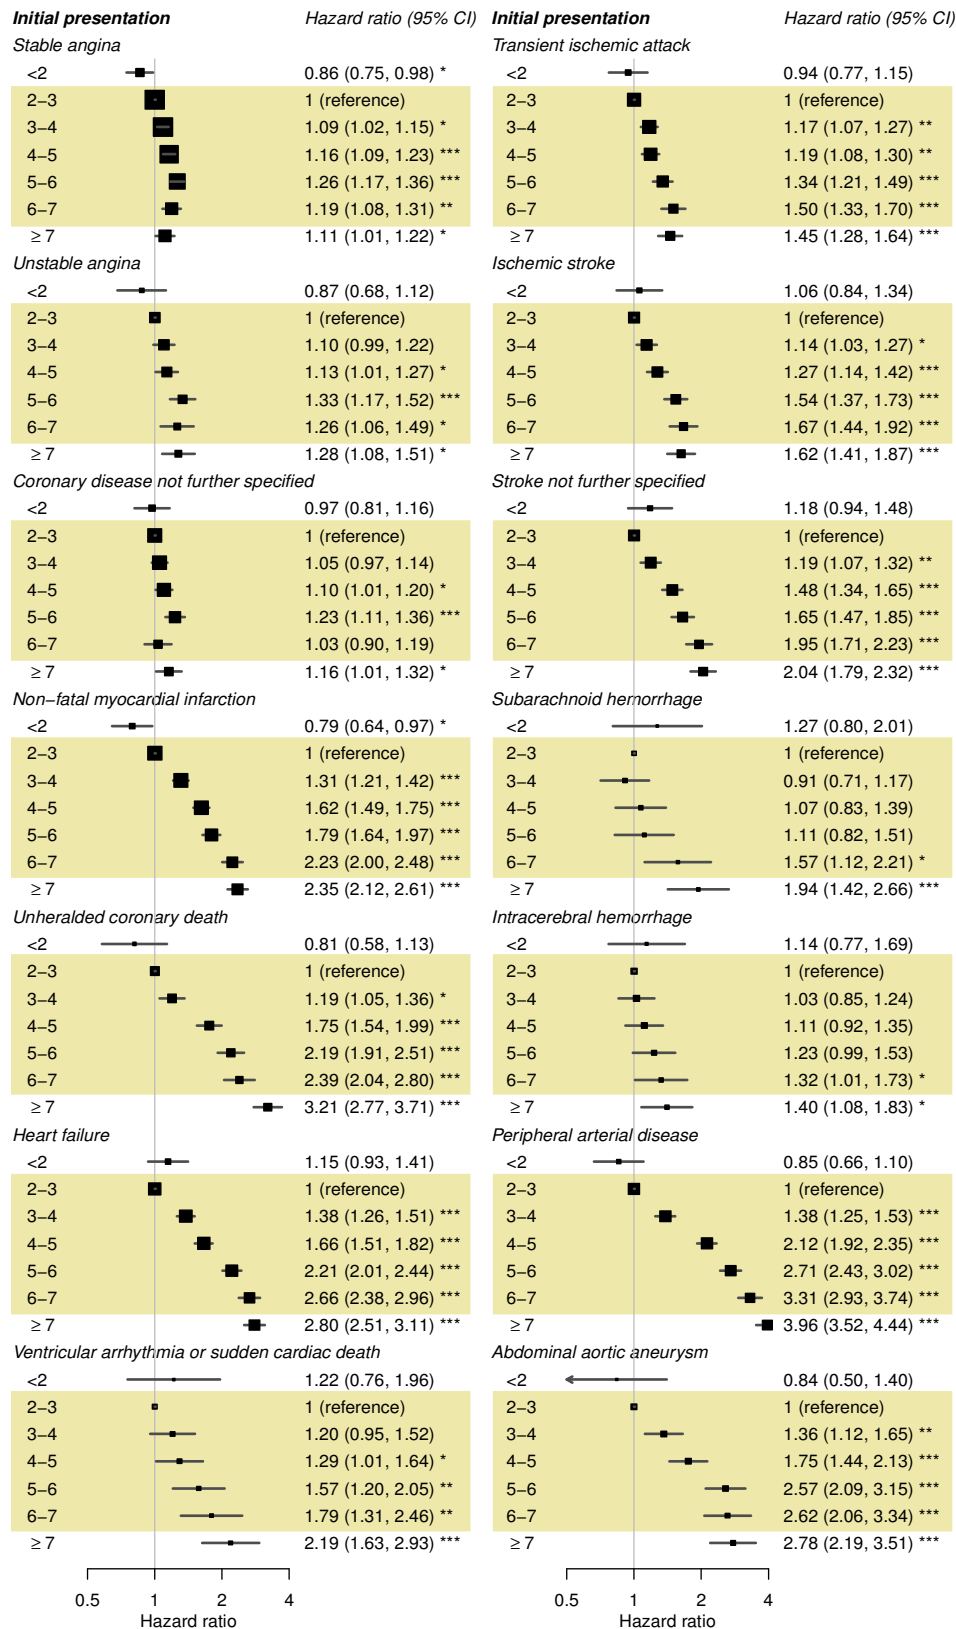 Initial presentation Hazard ratio (95% CI)
Stable angina
<2 0.86 (0.75, 0.98) *
2−3 1 (reference)
3−4 1.09 (1.02, 1.15) *
4−5 1.16 (1.09, 1.23) ***
5−6 1.26 (1.17, 1.36) ***
6−7 1.19 (1.08, 1.31) **
≥ 7 1.11 (1.01, 1.22) *
Unstable angina
<2 0.87 (0.68, 1.12)
2−3 1 (reference)
3−4 1.10 (0.99, 1.22)
4−5 1.13 (1.01, 1.27) *
5−6 1.33 (1.17, 1.52) ***
6−7 1.26 (1.06, 1.49) *
≥ 7 1.28 (1.08, 1.51) *
Coronary disease not further specified
<2 0.97 (0.81, 1.16)
2−3 1 (reference)
3−4 1.05 (0.97, 1.14)
4−5 1.10 (1.01, 1.20) *
5−6 1.23 (1.11, 1.36) ***
6−7 1.03 (0.90, 1.19)
≥ 7 1.16 (1.01, 1.32) *
Non−fatal myocardial infarction
<2 0.79 (0.64, 0.97) *
2−3 1 (reference)
3−4 1.31 (1.21, 1.42) ***
4−5 1.62 (1.49, 1.75) ***
5−6 1.79 (1.64, 1.97) ***
6−7 2.23 (2.00, 2.48) ***
≥ 7 2.35 (2.12, 2.61) ***
Unheralded coronary death
<2 0.81 (0.58, 1.13)
2−3 1 (reference)
3−4 1.19 (1.05, 1.36) *
4−5 1.75 (1.54, 1.99) ***
5−6 2.19 (1.91, 2.51) ***
6−7 2.39 (2.04, 2.80) ***
≥ 7 3.21 (2.77, 3.71) ***
Heart failure
<2 1.15 (0.93, 1.41)
2−3 1 (reference)
3−4 1.38 (1.26, 1.51) ***
4−5 1.66 (1.51, 1.82) ***
5−6 2.21 (2.01, 2.44) ***
6−7 2.66 (2.38, 2.96) ***
≥ 7 2.80 (2.51, 3.11) ***
Ventricular arrhythmia or sudden cardiac death
<2 1.22 (0.76, 1.96)
2−3 1 (reference)
3−4 1.20 (0.95, 1.52)
4−5 1.29 (1.01, 1.64) *
5−6 1.57 (1.20, 2.05) **
6−7 1.79 (1.31, 2.46) **
≥ 7 2.19 (1.63, 2.93) ***
0.5 1 2 4
Hazard ratio
Initial presentation Hazard ratio (95% CI)
Transient ischemic attack
<2 0.94 (0.77, 1.15)
2−3 1 (reference)
3−4 1.17 (1.07, 1.27) **
4−5 1.19 (1.08, 1.30) **
5−6 1.34 (1.21, 1.49) ***
6−7 1.50 (1.33, 1.70) ***
≥ 7 1.45 (1.28, 1.64) ***
Ischemic stroke
<2 1.06 (0.84, 1.34)
2−3 1 (reference)
3−4 1.14 (1.03, 1.27) *
4−5 1.27 (1.14, 1.42) ***
5−6 1.54 (1.37, 1.73) ***
6−7 1.67 (1.44, 1.92) ***
≥ 7 1.62 (1.41, 1.87) ***
Stroke not further specified
<2 1.18 (0.94, 1.48)
2−3 1 (reference)
3−4 1.19 (1.07, 1.32) **
4−5 1.48 (1.34, 1.65) ***
5−6 1.65 (1.47, 1.85) ***
6−7 1.95 (1.71, 2.23) ***
≥ 7 2.04 (1.79, 2.32) ***
Subarachnoid hemorrhage
<2 1.27 (0.80, 2.01)
2−3 1 (reference)
3−4 0.91 (0.71, 1.17)
4−5 1.07 (0.83, 1.39)
5−6 1.11 (0.82, 1.51)
6−7 1.57 (1.12, 2.21) *
≥ 7 1.94 (1.42, 2.66) ***
Intracerebral hemorrhage
<2 1.14 (0.77, 1.69)
2−3 1 (reference)
3−4 1.03 (0.85, 1.24)
4−5 1.11 (0.92, 1.35)
5−6 1.23 (0.99, 1.53)
6−7 1.32 (1.01, 1.73) *
≥ 7 1.40 (1.08, 1.83) *
Peripheral arterial disease
<2 0.85 (0.66, 1.10)
2−3 1 (reference)
3−4 1.38 (1.25, 1.53) ***
4−5 2.12 (1.92, 2.35) ***
5−6 2.71 (2.43, 3.02) ***
6−7 3.31 (2.93, 3.74) ***
≥ 7 3.96 (3.52, 4.44) ***
Abdominal aortic aneurysm
<2 0.84 (0.50, 1.40)
2−3 1 (reference)
3−4 1.36 (1.12, 1.65) **
4−5 1.75 (1.44, 2.13) ***
5−6 2.57 (2.09, 3.15) ***
6−7 2.62 (2.06, 3.34) ***
≥ 7 2.78 (2.19, 3.51) ***
0.5 1 2 4
Hazard ratio